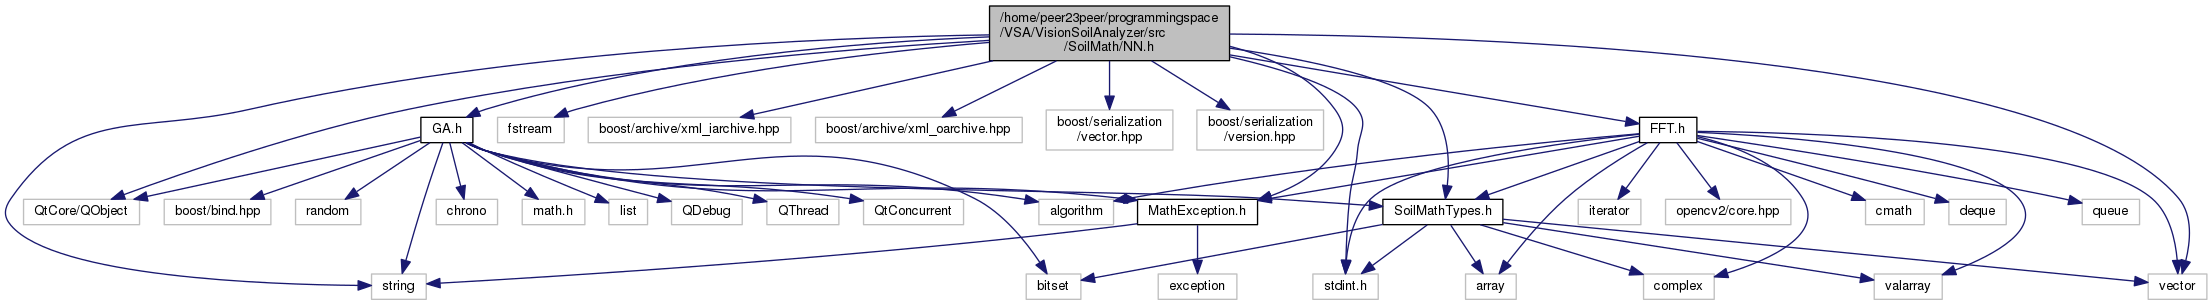 /home/peer23peer/programmingspace
/VSA/VisionSoilAnalyzer/src
/SoilMath/NN.h
GA.h
fstream
boost/archive/xml_iarchive.hpp
boost/archive/xml_oarchive.hpp
boost/serialization
/vector.hpp
boost/serialization
/version.hpp
FFT.h
QtCore/QObject
boost/bind.hpp
random
chrono
math.h
list
QDebug
QThread
QtConcurrent
algorithm
MathException.h
SoilMathTypes.h
iterator
opencv2/core.hpp
cmath
deque
queue
string
bitset
exception
stdint.h
array
complex
valarray
vector